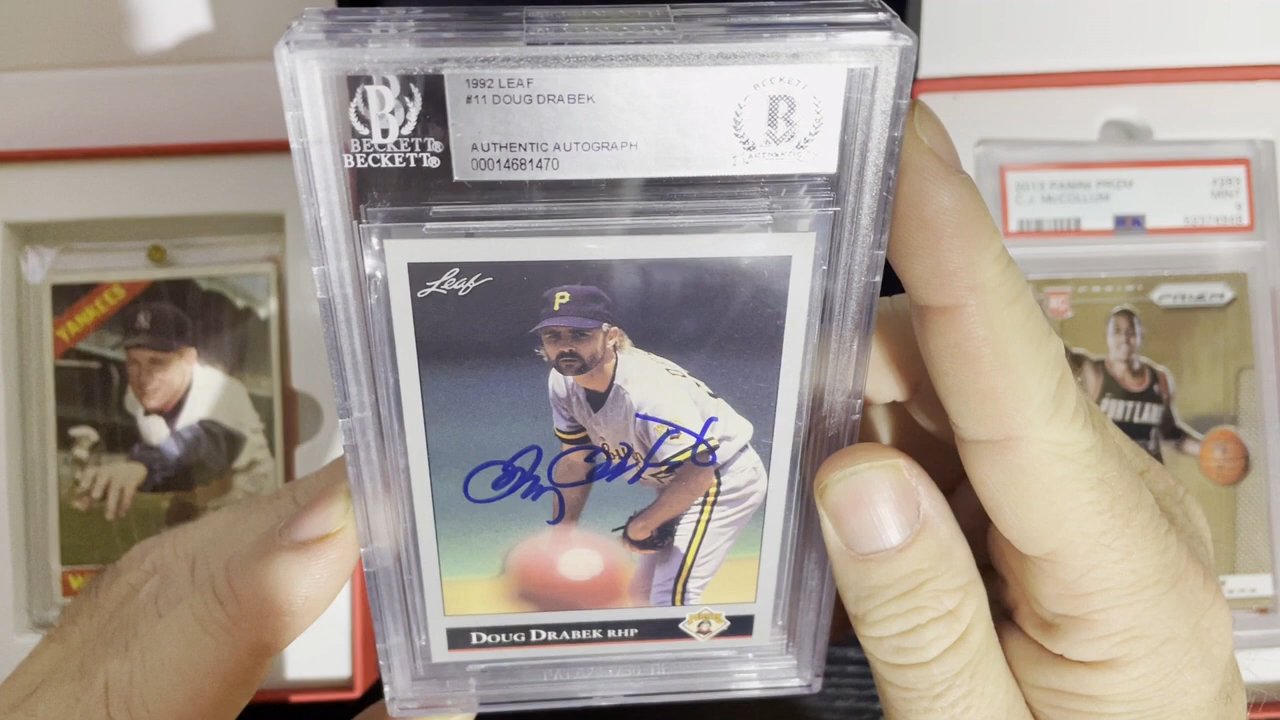 BECKETT®
BECKETT®
1992 LEAF
#11 DOUG DRABEK
AUTHENTIC AUTOGRAPH
00014681470
BECKETT
B
AUTHENTIC
Leaf
P
DOUG DRABEK RHP
YANKEES
2013 PANINI PRIZM
C.J. McCOLLUM
MINT
9
PSA
RC
PRIZM
PORTLAND